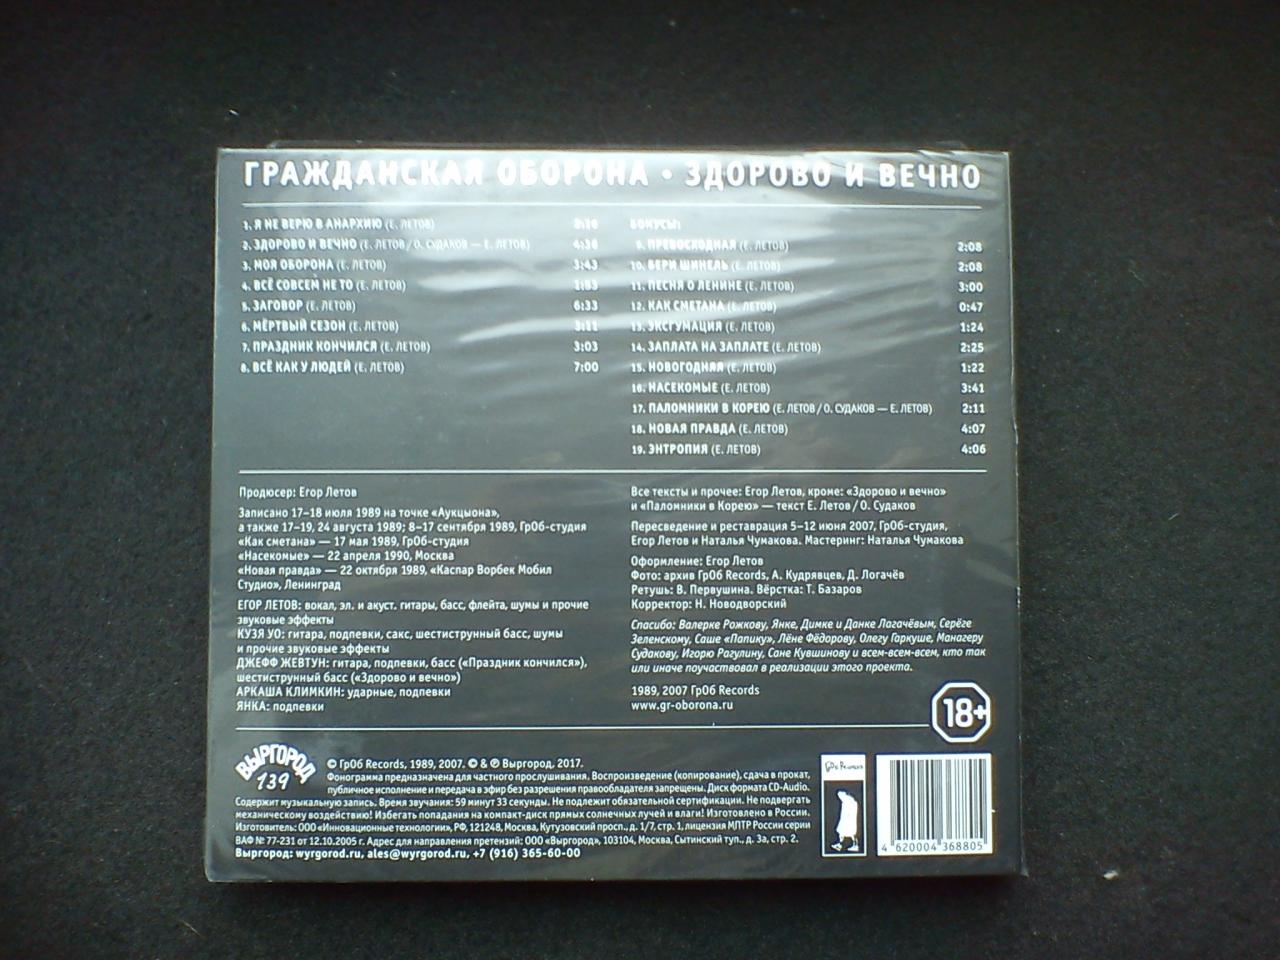 ГРАЖДАНСКАЯ ОБОРОНА • ЗДОРОВО И ВЕЧНО
1. Я НЕ ВЕРЮ В АНАРХИЮ (Е. ЛЕТОВ)
2. ЗДОРОВО И ВЕЧНО (Е. ЛЕТОВ / О. СУДАКОВ — Е. ЛЕТОВ) 4:36
3. МОЯ ОБОРОНА (Е. ЛЕТОВ) 3:43
4. ВСЁ СОВСЕМ НЕ ТО (Е. ЛЕТОВ)
5. ЗАГОВОР (Е. ЛЕТОВ) 6:33
6. МЁРТВЫЙ СЕЗОН (Е. ЛЕТОВ) 3:11
7. ПРАЗДНИК КОНЧИЛСЯ (Е. ЛЕТОВ) 3:03
8. ВСЁ КАК У ЛЮДЕЙ (Е. ЛЕТОВ) 7:00
БОНУСЫ:
9. ПРЕВОСХОДНАЯ (Е. ЛЕТОВ) 2:08
10. БЕРИ ШИНЕЛЬ (Е. ЛЕТОВ) 2:08
11. ПЕСНЯ О ЛЕНИНЕ (Е. ЛЕТОВ) 3:00
12. КАК СМЕТАНА (Е. ЛЕТОВ) 0:47
13. ЭКСГУМАЦИЯ (Е. ЛЕТОВ) 1:24
14. ЗАПЛАТА НА ЗАПЛАТЕ (Е. ЛЕТОВ) 2:25
15. НОВОГОДНЯЯ (Е. ЛЕТОВ) 1:22
16. НАСЕКОМЫЕ (Е. ЛЕТОВ) 3:41
17. ПАЛОМНИКИ В КОРЕЮ (Е. ЛЕТОВ / О. СУДАКОВ — Е. ЛЕТОВ) 2:11
18. НОВАЯ ПРАВДА (Е. ЛЕТОВ) 4:07
19. ЭНТРОПИЯ (Е. ЛЕТОВ) 4:06
Продюсер: Егор Летов
Записано 17–18 июля 1989 на точке «Аукцыона»,
а также 17–19, 24 августа 1989; 8–17 сентября 1989, ГрОб-студия
«Как сметана» — 17 мая 1989, ГрОб-студия
«Насекомые» — 22 апреля 1990, Москва
«Новая правда» — 22 октября 1989, «Каспар Ворбек Мобил
Студио», Ленинград
ЕГОР ЛЕТОВ: вокал, эл. и акуст. гитары, басс, флейта, шумы и прочие
звуковые эффекты
КУЗЯ УО: гитара, подпевки, сакс, шестиструнный басс, шумы
и прочие звуковые эффекты
ДЖЕФФ ЖЕВТУН: гитара, подпевки, басс («Праздник кончился»),
шестиструнный басс («Здорово и вечно»)
АРКАША КЛИМКИН: ударные, подпевки
ЯНКА: подпевки
Все тексты и прочее: Егор Летов, кроме: «Здорово и вечно»
и «Паломники в Корею» — текст Е. Летов / О. Судаков
Пересведение и реставрация 5–12 июня 2007, ГрОб-студия,
Егор Летов и Наталья Чумакова. Мастеринг: Наталья Чумакова
Оформление: Егор Летов
Фото: архив ГрОб Records, А. Кудрявцев, Д. Логачёв
Ретушь: В. Первушина. Вёрстка: Т. Базаров
Корректор: Н. Новодворский
Спасибо: Валерке Рожкову, Янке, Димке и Данке Лагачёвым, Серёге
Зеленскому, Саше «Папику», Лёне Фёдорову, Олегу Гаркуше, Манагеру
Судакову, Игорю Рагулину, Сане Кувшинову и всем-всем-всем, кто так
или иначе поучаствовал в реализации этого проекта.
1989, 2007 ГрОб Records
www.gr-oborona.ru
18+
ВЫРГОРОД
139
© ГрОб Records, 1989, 2007. © & ℗ Выргород, 2017.
Фонограмма предназначена для частного прослушивания. Воспроизведение (копирование), сдача в прокат,
публичное исполнение и передача в эфир без разрешения правообладателя запрещены. Диск формата CD-Audio.
Содержит музыкальную запись. Время звучания: 59 минут 33 секунды. Не подлежит обязательной сертификации. Не подвергать
механическому воздействию! Избегать попадания на компакт-диск прямых солнечных лучей и влаги! Изготовлено в России.
Изготовитель: ООО «Инновационные технологии», РФ, 121248, Москва, Кутузовский просп., д. 1/7, стр. 1, лицензия МПТР России серии
ВАФ № 77-231 от 12.10.2005 г. Адрес для направления претензий: ООО «Выргород», 103104, Москва, Сытинский туп., д. 3а, стр. 2.
Выргород: wyrgorod.ru, ales@wyrgorod.ru, +7 (916) 365-60-00
4 620004 368805